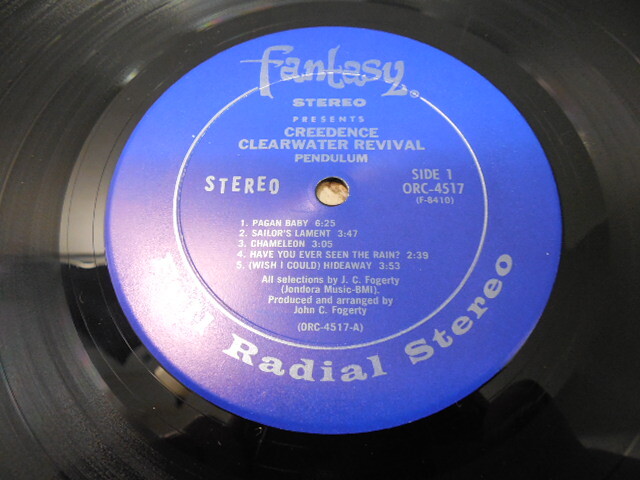 Fantasy®
STEREO
PRESENTS
CREEDENCE
CLEARWATER REVIVAL
PENDULUM
STEREO
SIDE 1
ORC-4517
(F-8410)
1. PAGAN BABY 6:25
2. SAILOR'S LAMENT 3:47
3. CHAMELEON 3:05
4. HAVE YOU EVER SEEN THE RAIN? 2:39
5. (WISH I COULD) HIDEAWAY 3:53
All selections by J. C. Fogerty
(Jondora Music-BMI).
Produced and arranged by
John C. Fogerty
(ORC-4517-A)
Radial Stereo